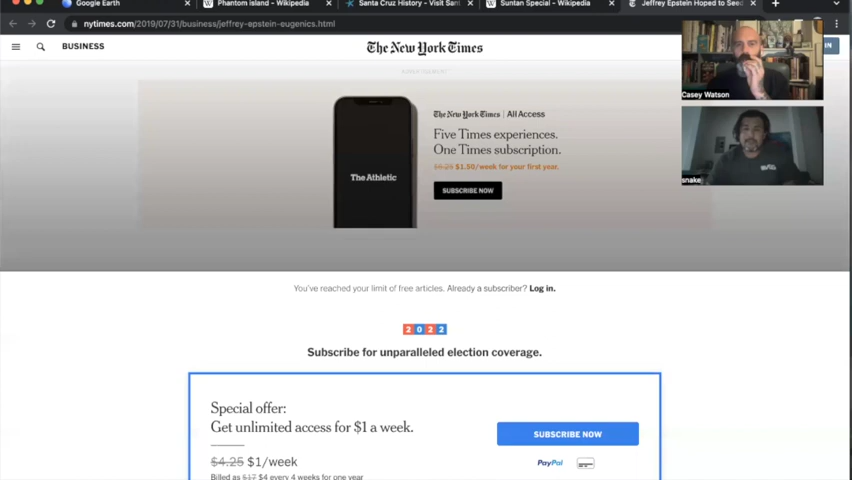 Google Earth
Phantom Island - Wikipedia
Santa Cruz History - Visit San
Suntan Special - Wikipedia
Jeffrey Epstein Hoped to Seed
nytimes.com/2019/07/31/business/jeffrey-epstein-eugenics.html
BUSINESS
The New York Times
IN
ADVERTISEMENT
Casey Watson
snake
The Athletic
The New York Times | All Access
Five Times experiences.
One Times subscription.
$6.25 $1.50/week for your first year.
SUBSCRIBE NOW
You've reached your limit of free articles. Already a subscriber? Log in.
2022
Subscribe for unparalleled election coverage.
Special offer:
Get unlimited access for $1 a week.
$4.25 $1/week
Billed as $17 $4 every 4 weeks for one year
SUBSCRIBE NOW
PayPal